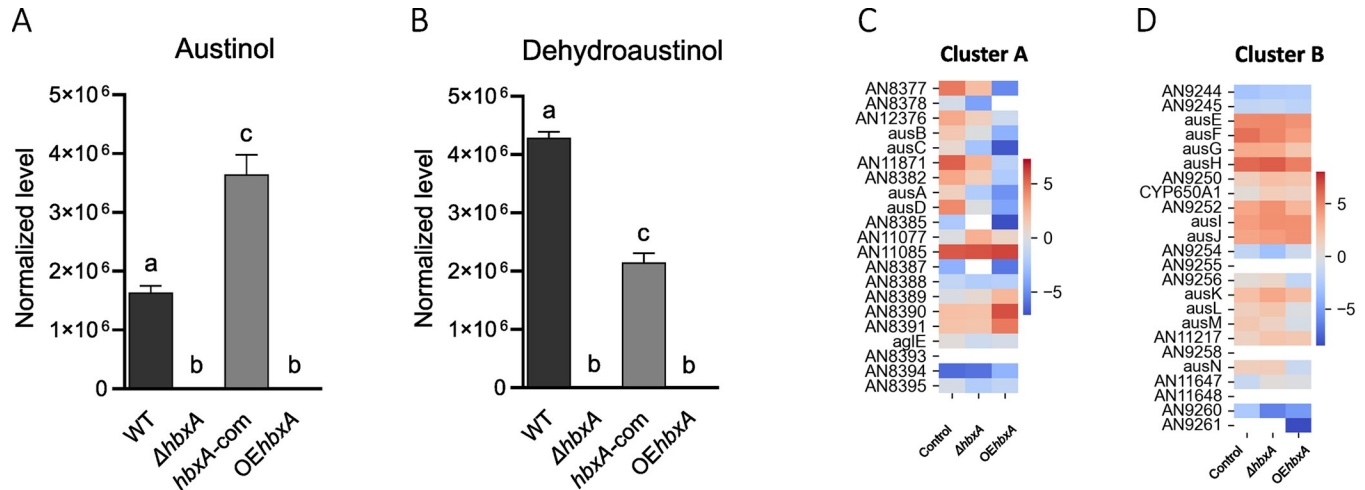 A
Austinol
Normalized level
5×10⁶
4×10⁶
3×10⁶
2×10⁶
1×10⁶
0
a
b
c
b
WT
ΔhbxA
hbxA-com
OEhbxA
B
Dehydroaustinol
Normalized level
5×10⁶
4×10⁶
3×10⁶
2×10⁶
1×10⁶
0
a
b
c
b
WT
ΔhbxA
hbxA-com
OEhbxA
C
Cluster A
AN8377
AN8378
AN12376
ausB
ausC
AN11871
AN8382
ausA
ausD
AN8385
AN11077
AN11085
AN8387
AN8388
AN8389
AN8390
AN8391
aglE
AN8393
AN8394
AN8395
Control
ΔhbxA
OEhbxA
5
0
−5
D
Cluster B
AN9244
AN9245
ausE
ausF
ausG
ausH
AN9250
CYP650A1
AN9252
ausI
ausJ
AN9254
AN9255
AN9256
ausK
ausL
ausM
AN11217
AN9258
ausN
AN11647
AN11648
AN9260
AN9261
Control
ΔhbxA
OEhbxA
5
0
−5